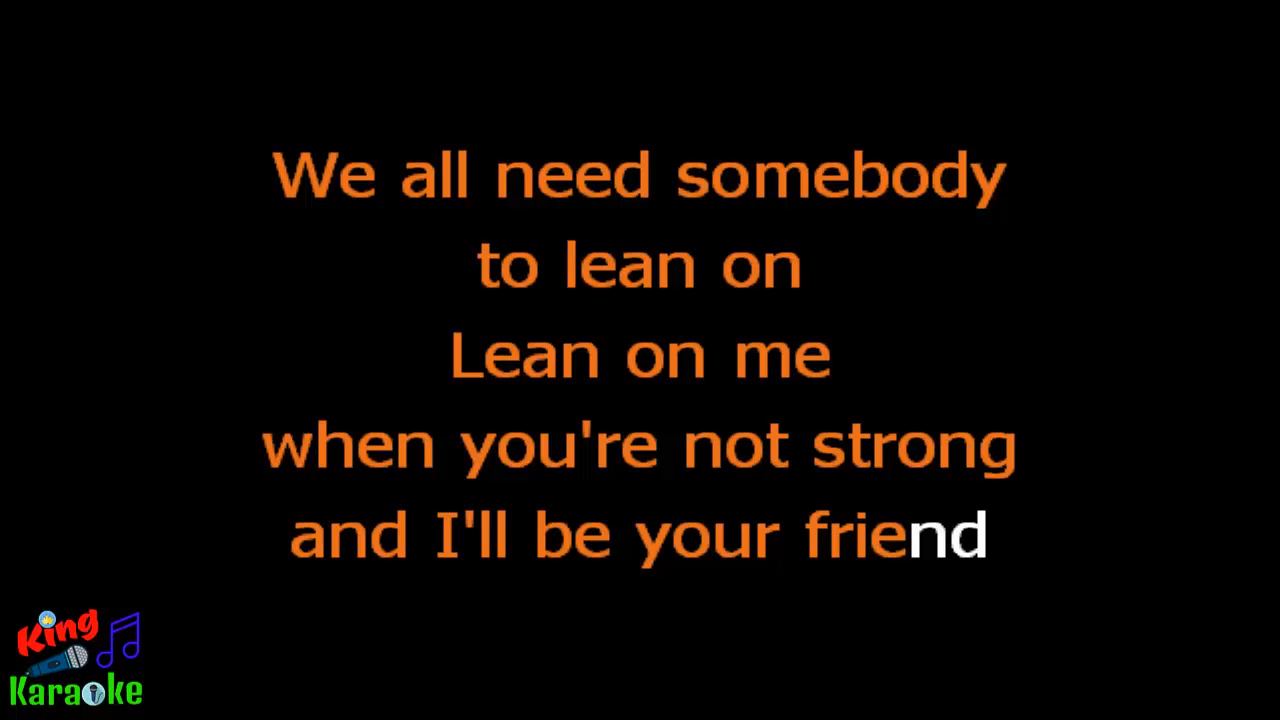 We all need somebody
to lean on
Lean on me
when you're not strong
and I'll be your friend
King
Karaoke